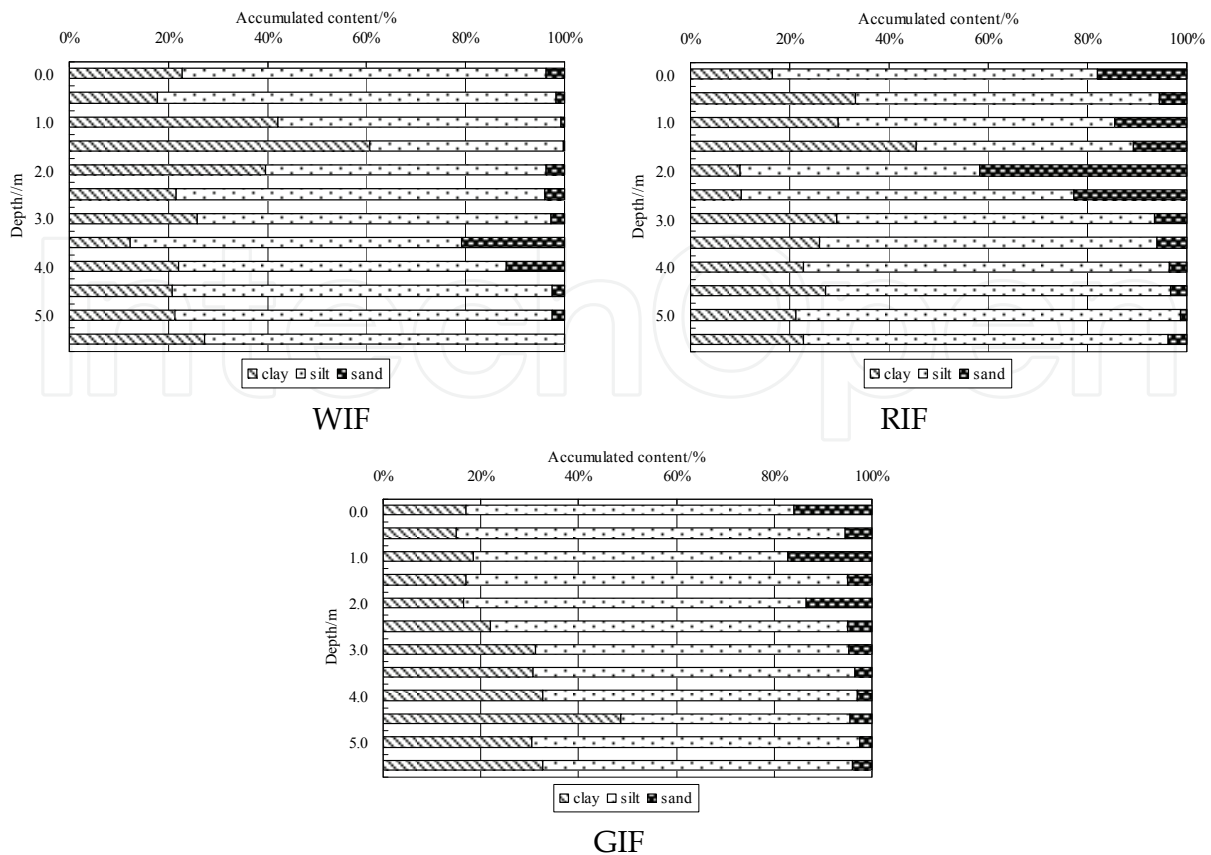 Accumulated content/%
0% 20% 40% 60% 80% 100%
Depth//m
0.0
1.0
2.0
3.0
4.0
5.0
clay silt sand
WIF
Accumulated content/%
0% 20% 40% 60% 80% 100%
0.0
1.0
2.0
3.0
4.0
5.0
clay silt sand
RIF
Accumulated content/%
0% 20% 40% 60% 80% 100%
Depth/m
0.0
1.0
2.0
3.0
4.0
5.0
clay silt sand
GIF
IntechOpen